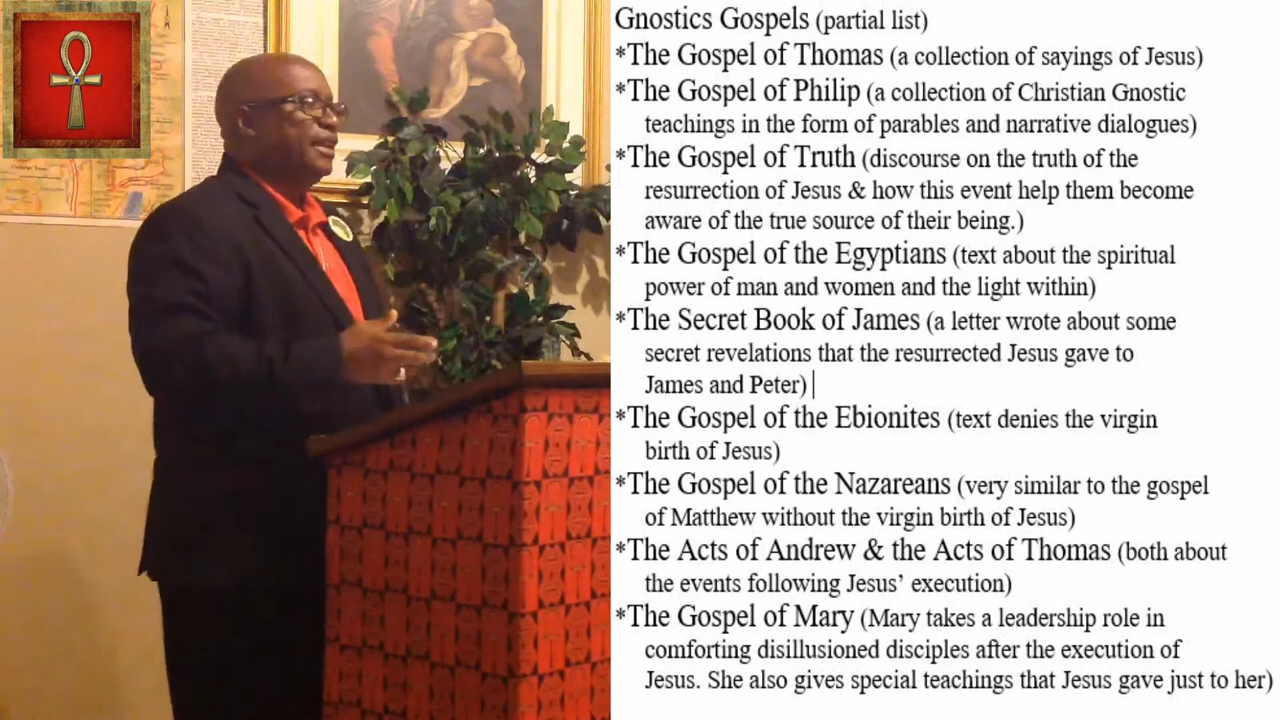 Gnostics Gospels (partial list)
*The Gospel of Thomas (a collection of sayings of Jesus)
*The Gospel of Philip (a collection of Christian Gnostic
teachings in the form of parables and narrative dialogues)
*The Gospel of Truth (discourse on the truth of the
resurrection of Jesus & how this event help them become
aware of the true source of their being.)
*The Gospel of the Egyptians (text about the spiritual
power of man and women and the light within)
*The Secret Book of James (a letter wrote about some
secret revelations that the resurrected Jesus gave to
James and Peter)
*The Gospel of the Ebionites (text denies the virgin
birth of Jesus)
*The Gospel of the Nazareans (very similar to the gospel
of Matthew without the virgin birth of Jesus)
*The Acts of Andrew & the Acts of Thomas (both about
the events following Jesus’ execution)
*The Gospel of Mary (Mary takes a leadership role in
comforting disillusioned disciples after the execution of
Jesus. She also gives special teachings that Jesus gave just to her)